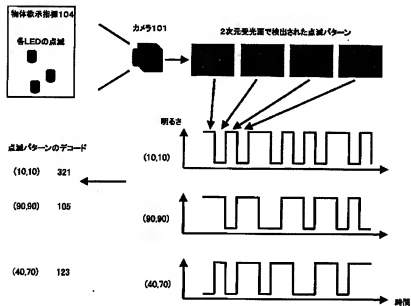 物体教示指標104
各LEDの点滅
カメラ101
2次元受光面で検出された点滅パターン
明るさ
点滅パターンのデコード
(10,10)
(10,10) 321
(90,90) 105
(90,90)
(40,70) 123
(40,70)
時間